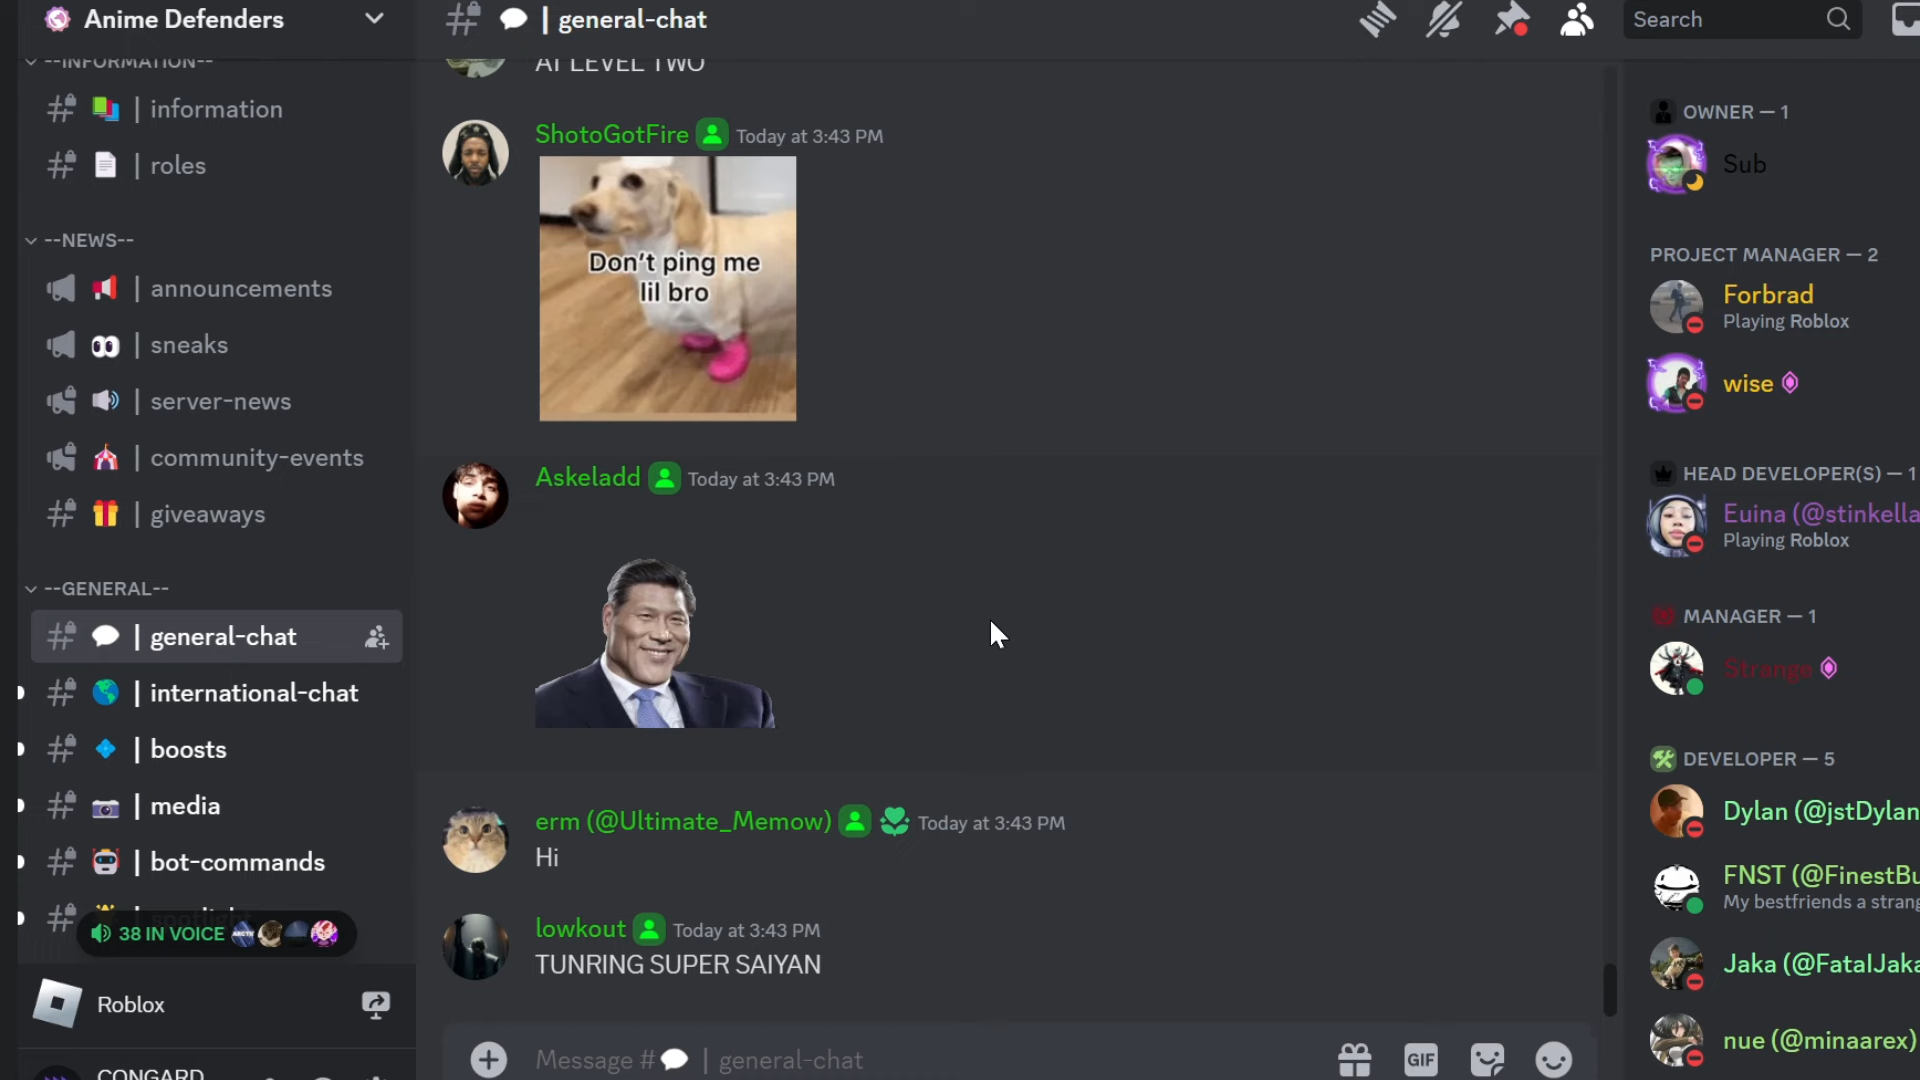 Anime Defenders
--INFORMATION--
information
roles
--NEWS--
announcements
sneaks
server-news
community-events
giveaways
--GENERAL--
general-chat
international-chat
boosts
media
bot-commands
spotlight
38 IN VOICE
Roblox
CONGARD
| general-chat
Search
AT LEVEL TWO
ShotoGotFire Today at 3:43 PM
Don't ping me
lil bro
Askeladd Today at 3:43 PM
erm (@Ultimate_Memow) Today at 3:43 PM
Hi
lowkout Today at 3:43 PM
TUNRING SUPER SAIYAN
Message # | general-chat
GIF
OWNER — 1
Sub
PROJECT MANAGER — 2
Forbrad
Playing Roblox
wise
HEAD DEVELOPER(S) — 1
Euina (@stinkella
Playing Roblox
MANAGER — 1
Strange
DEVELOPER — 5
Dylan (@jstDylan
FNST (@FinestBu
My bestfriends a strang
Jaka (@FatalJaka
nue (@minaarex)